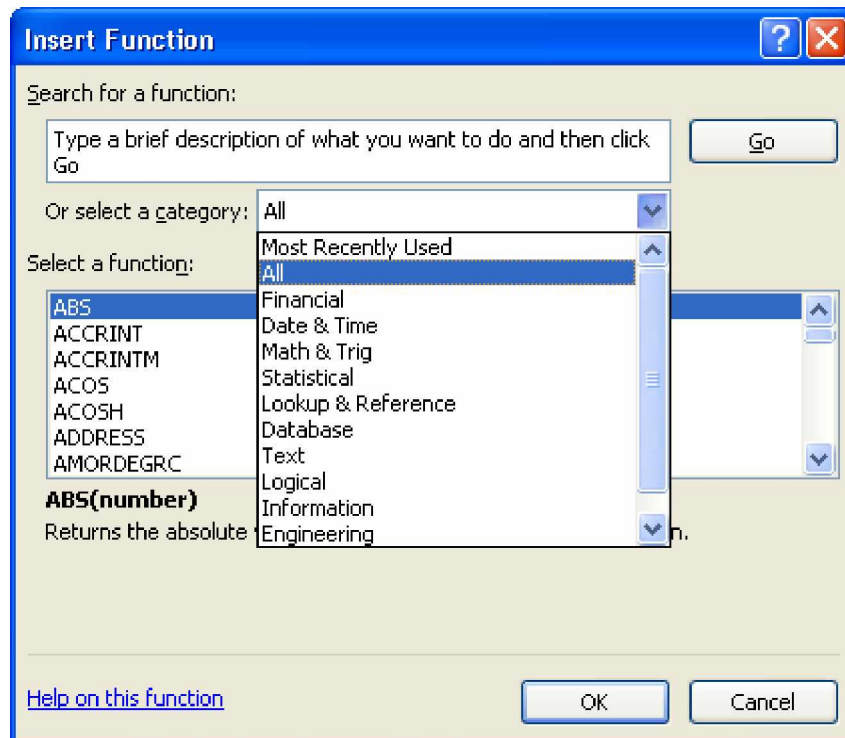 Insert Function
Search for a function:
Type a brief description of what you want to do and then click
Go
Go
Or select a category: All
Most Recently Used
All
Financial
Date & Time
Math & Trig
Statistical
Lookup & Reference
Database
Text
Logical
Information
Engineering
Select a function:
ABS
ACCRINT
ACCRINTM
ACOS
ACOSH
ADDRESS
AMORDEGRC
ABS(number)
Returns the absolute
Help on this function
OK
Cancel